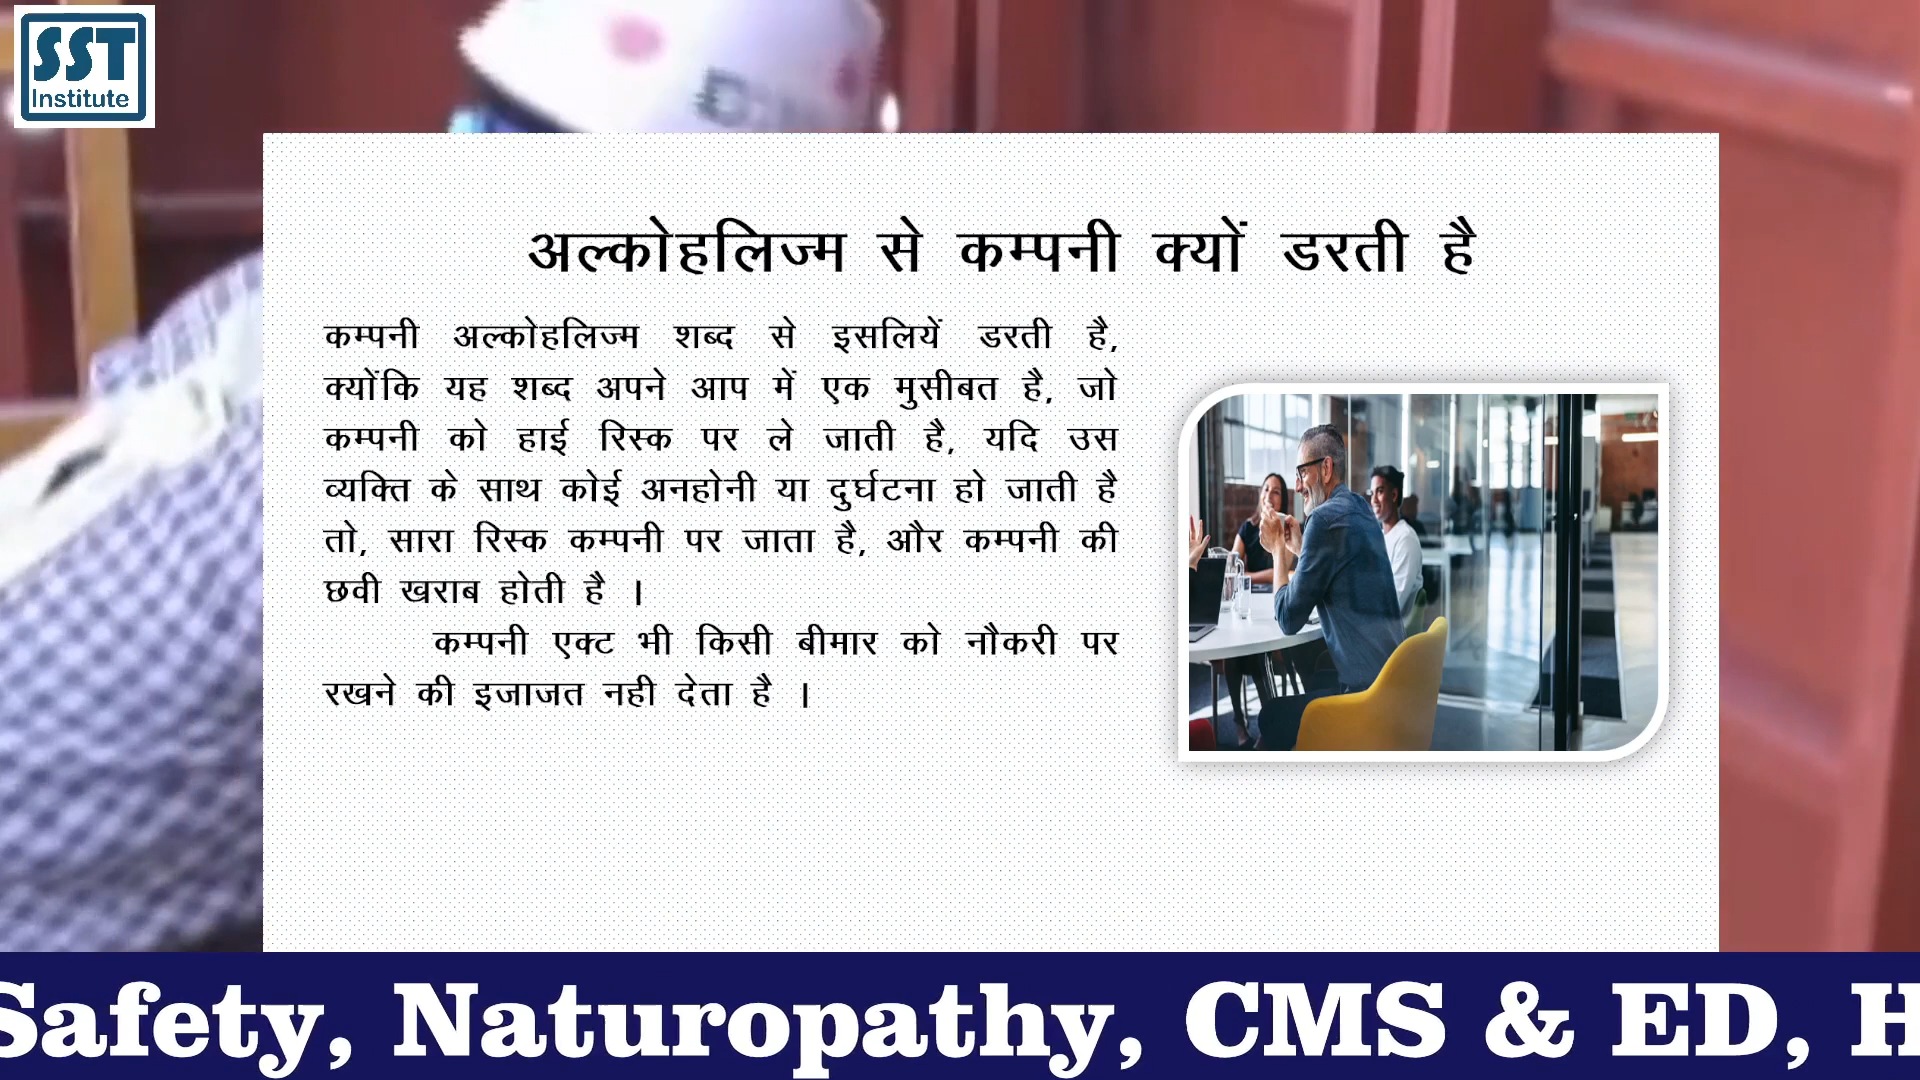 SST
Institute
अल्कोहलिज्म से कम्पनी क्यों डरती है
कम्पनी अल्कोहलिज्म शब्द से इसलियें डरती है,
क्योंकि यह शब्द अपने आप में एक मुसीबत है, जो
कम्पनी को हाई रिस्क पर ले जाती है, यदि उस
व्यक्ति के साथ कोई अनहोनी या दुर्घटना हो जाती है
तो, सारा रिस्क कम्पनी पर जाता है, और कम्पनी की
छवी खराब होती है ।
कम्पनी एक्ट भी किसी बीमार को नौकरी पर
रखने की इजाजत नही देता है ।
Safety, Naturopathy, CMS & ED, H